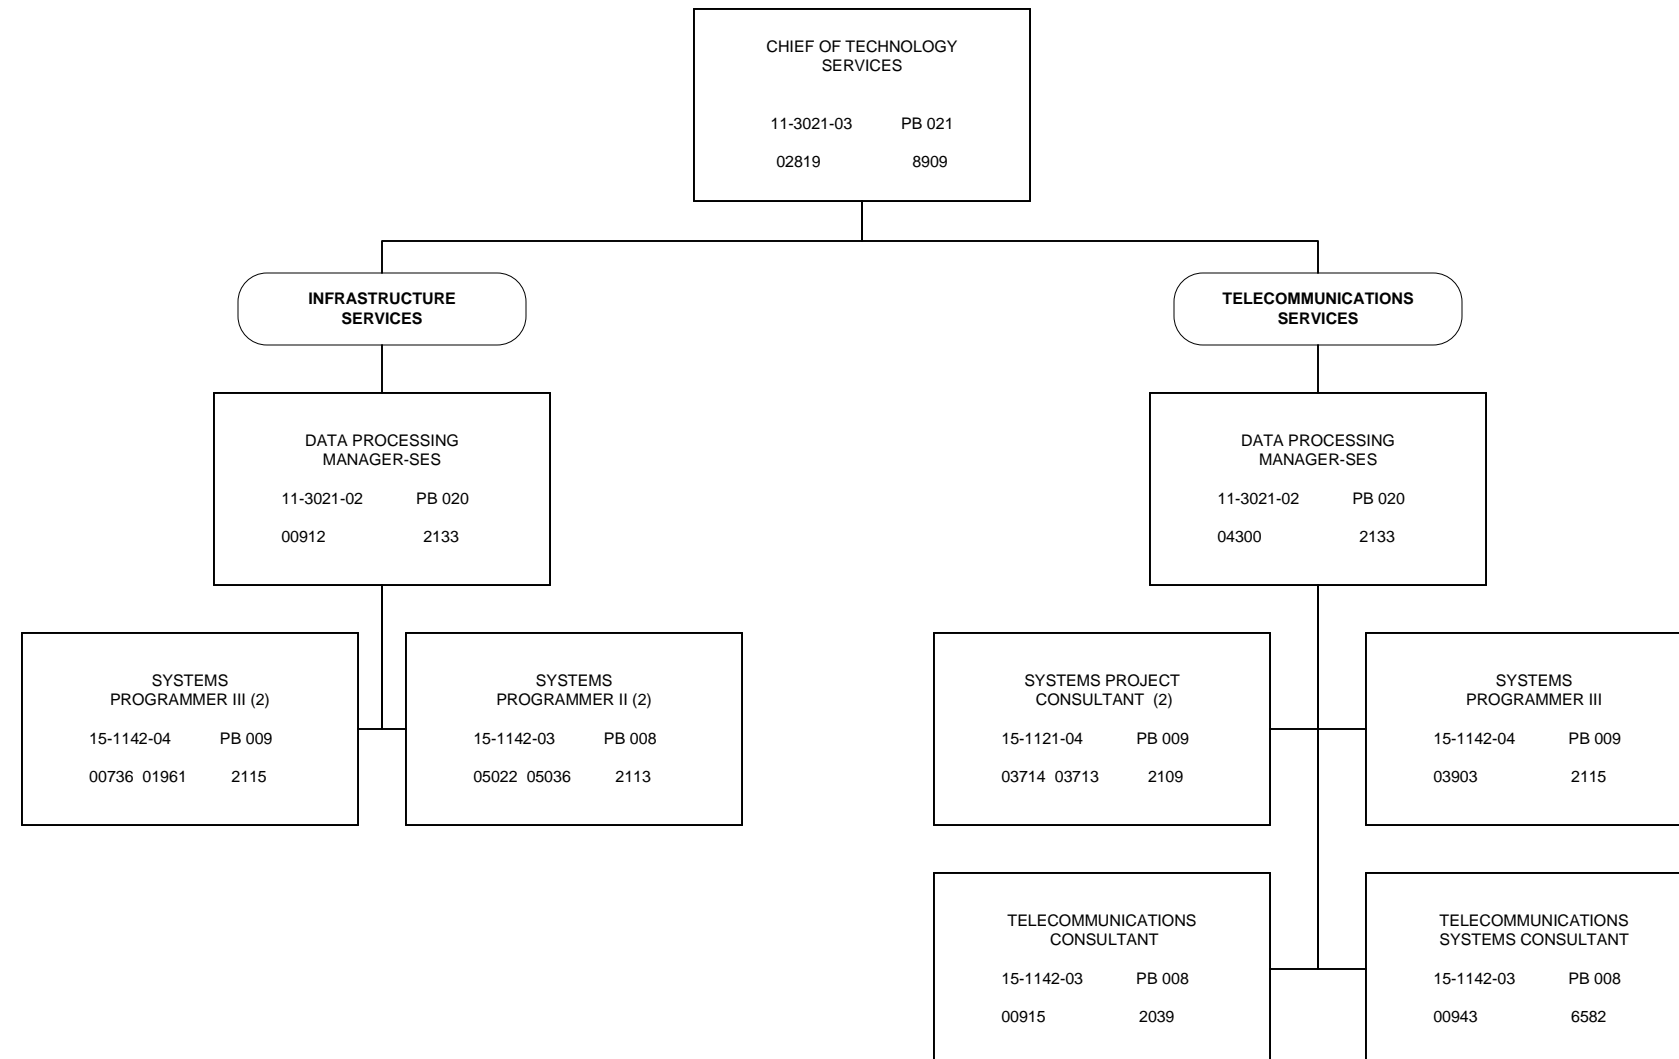 CHIEF OF TECHNOLOGY
SERVICES
11-3021-03 PB 021
02819 8909
INFRASTRUCTURE
SERVICES
DATA PROCESSING
MANAGER-SES
11-3021-02 PB 020
00912 2133
SYSTEMS
PROGRAMMER III (2)
15-1142-04 PB 009
00736 01961 2115
SYSTEMS
PROGRAMMER II (2)
15-1142-03 PB 008
05022 05036 2113
TELECOMMUNICATIONS
SERVICES
DATA PROCESSING
MANAGER-SES
11-3021-02 PB 020
04300 2133
SYSTEMS PROJECT
CONSULTANT (2)
15-1121-04 PB 009
03714 03713 2109
SYSTEMS
PROGRAMMER III
15-1142-04 PB 009
03903 2115
TELECOMMUNICATIONS
CONSULTANT
15-1142-03 PB 008
00915 2039
TELECOMMUNICATIONS
SYSTEMS CONSULTANT
15-1142-03 PB 008
00943 6582